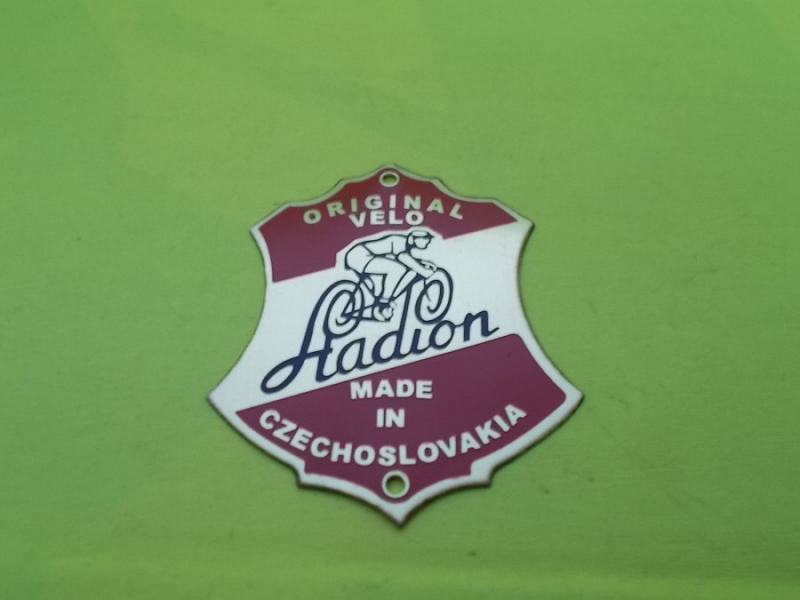 ORIGINAL
VELO
Stadion
MADE
IN
CZECHOSLOVAKIA